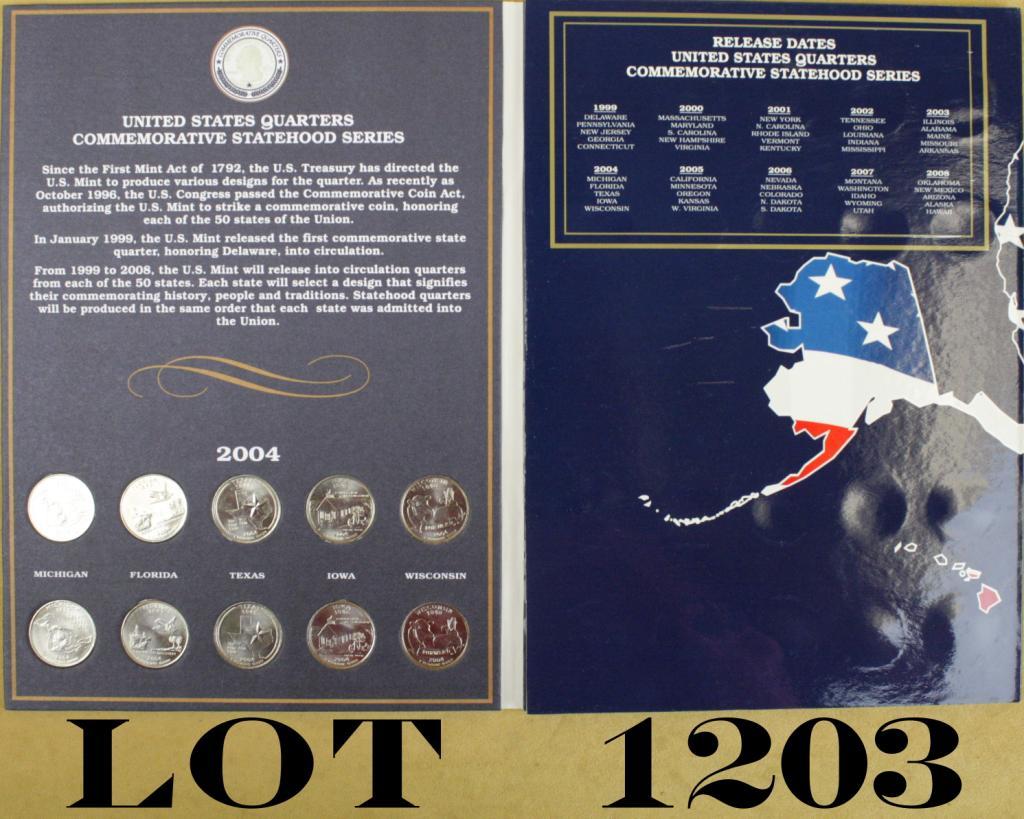 COMMEMORATIVE QUARTERS
UNITED STATES QUARTERS
COMMEMORATIVE STATEHOOD SERIES
Since the First Mint Act of 1792, the U.S. Treasury has directed the
U.S. Mint to produce various designs for the quarter. As recently as
October 1996, the U.S. Congress passed the Commemorative Coin Act,
authorizing the U.S. Mint to strike a commemorative coin, honoring
each of the 50 states of the Union.
In January 1999, the U.S. Mint released the first commemorative state
quarter, honoring Delaware, into circulation.
From 1999 to 2008, the U.S. Mint will release into circulation quarters
from each of the 50 states. Each state will select a design that signifies
their commemorating history, people and traditions. Statehood quarters
will be produced in the same order that each state was admitted into
the Union.
2004
MICHIGAN FLORIDA TEXAS IOWA WISCONSIN
RELEASE DATES
UNITED STATES QUARTERS
COMMEMORATIVE STATEHOOD SERIES
1999
DELAWARE
PENNSYLVANIA
NEW JERSEY
GEORGIA
CONNECTICUT
2000
MASSACHUSETTS
MARYLAND
S. CAROLINA
NEW HAMPSHIRE
VIRGINIA
2001
NEW YORK
N. CAROLINA
RHODE ISLAND
VERMONT
KENTUCKY
2002
TENNESSEE
OHIO
LOUISIANA
INDIANA
MISSISSIPPI
2003
ILLINOIS
ALABAMA
MAINE
MISSOURI
ARKANSAS
2004
MICHIGAN
FLORIDA
TEXAS
IOWA
WISCONSIN
2005
CALIFORNIA
MINNESOTA
OREGON
KANSAS
W. VIRGINIA
2006
NEVADA
NEBRASKA
COLORADO
N. DAKOTA
S. DAKOTA
2007
MONTANA
WASHINGTON
IDAHO
WYOMING
UTAH
2008
OKLAHOMA
NEW MEXICO
ARIZONA
ALASKA
HAWAII
LOT 1203